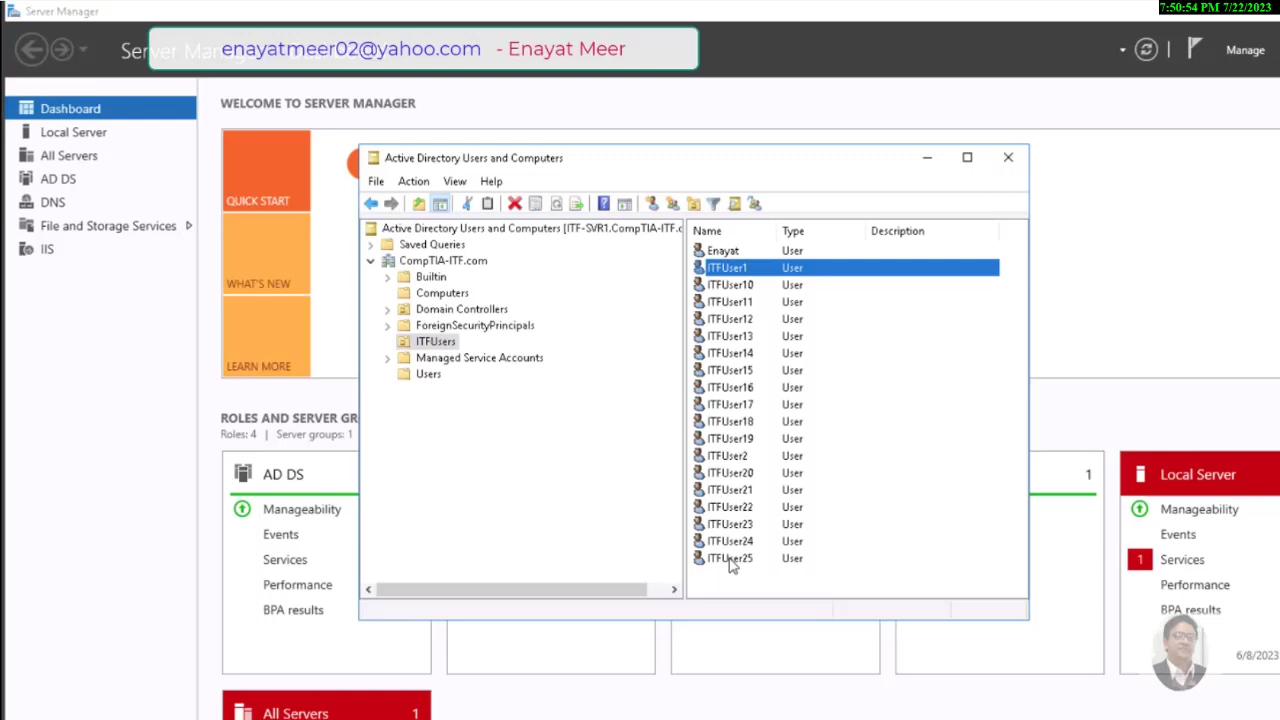 Server Manager
7:50:54 PM 7/22/2023
enayatmeer02@yahoo.com - Enayat Meer
Manage
Dashboard
Local Server
All Servers
AD DS
DNS
File and Storage Services
IIS
WELCOME TO SERVER MANAGER
QUICK START
WHAT'S NEW
LEARN MORE
ROLES AND SERVER GR
Roles: 4 | Server groups: 1
Active Directory Users and Computers
File Action View Help
Active Directory Users and Computers [ITF-SVR1.CompTIA-ITF.c
Saved Queries
CompTIA-ITF.com
Builtin
Computers
Domain Controllers
ForeignSecurityPrincipals
ITFUsers
Managed Service Accounts
Users
Name Type Description
Enayat User
ITFUser1 User
ITFUser10 User
ITFUser11 User
ITFUser12 User
ITFUser13 User
ITFUser14 User
ITFUser15 User
ITFUser16 User
ITFUser17 User
ITFUser18 User
ITFUser19 User
ITFUser2 User
ITFUser20 User
ITFUser21 User
ITFUser22 User
ITFUser23 User
ITFUser24 User
ITFUser25 User
AD DS
Manageability
Events
Services
Performance
BPA results
1
Local Server
Manageability
Events
1 Services
Performance
BPA results
6/8/2023
All Servers 1